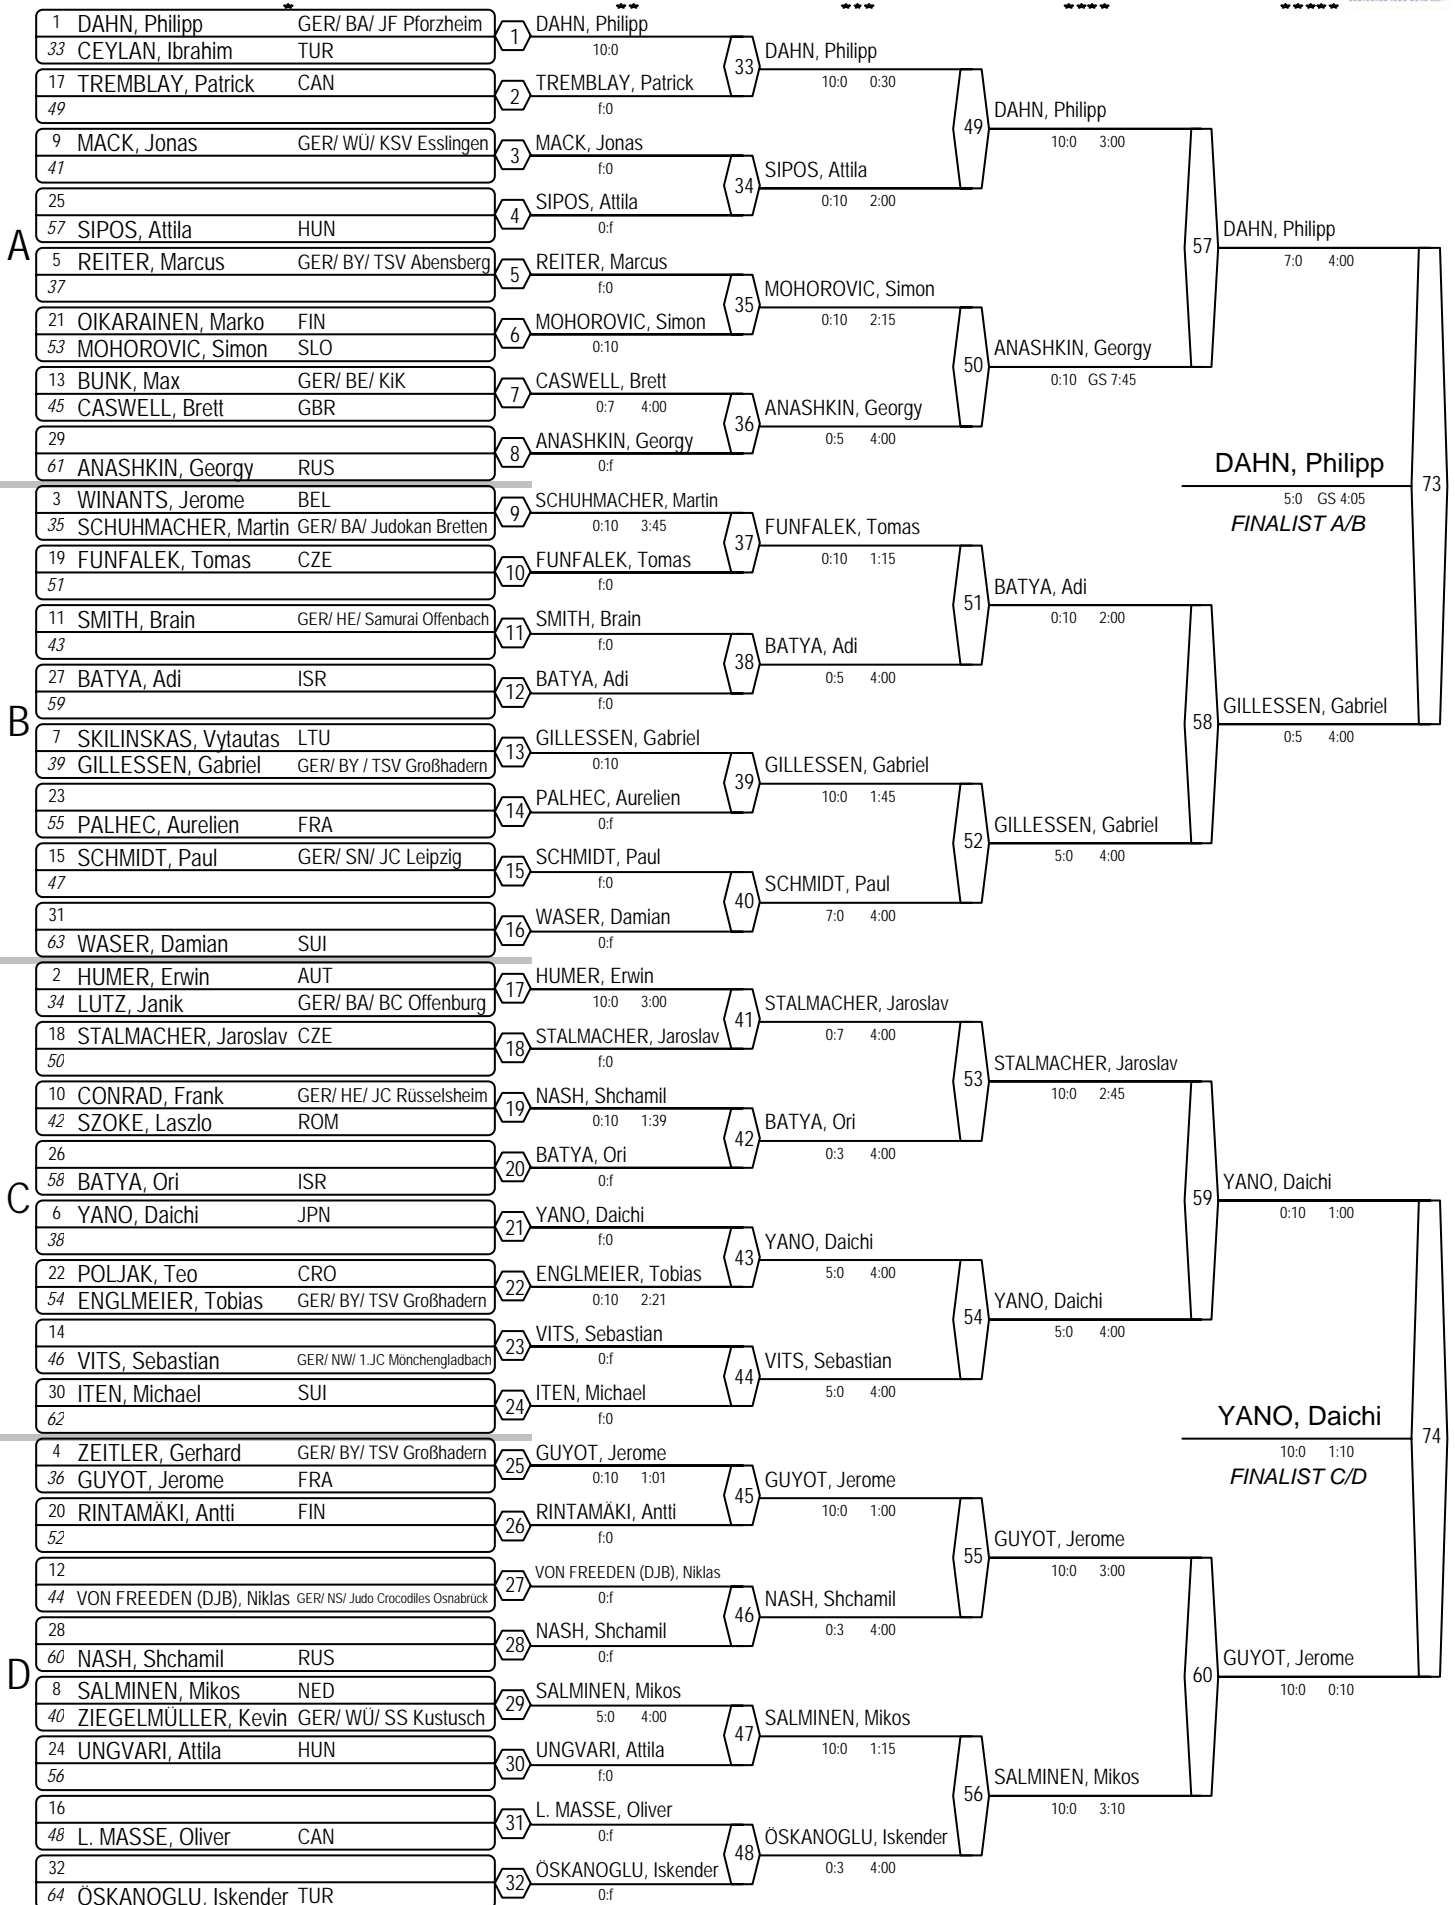 * ** *** **** *****
A
1 DAHN, Philipp GER/ BA/ JF Pforzheim
33 CEYLAN, Ibrahim TUR
17 TREMBLAY, Patrick CAN
49
9 MACK, Jonas GER/ WÜ/ KSV Esslingen
41
25
57 SIPOS, Attila HUN
5 REITER, Marcus GER/ BY/ TSV Abensberg
37
21 OIKARAINEN, Marko FIN
53 MOHOROVIC, Simon SLO
13 BUNK, Max GER/ BE/ KiK
45 CASWELL, Brett GBR
29
61 ANASHKIN, Georgy RUS
B
3 WINANTS, Jerome BEL
35 SCHUHMACHER, Martin GER/ BA/ Judokan Bretten
19 FUNFALEK, Tomas CZE
51
11 SMITH, Brain GER/ HE/ Samurai Offenbach
43
27 BATYA, Adi ISR
59
7 SKILINSKAS, Vytautas LTU
39 GILLESSEN, Gabriel GER/ BY / TSV Großhadern
23
55 PALHEC, Aurelien FRA
15 SCHMIDT, Paul GER/ SN/ JC Leipzig
47
31
63 WASER, Damian SUI
C
2 HUMER, Erwin AUT
34 LUTZ, Janik GER/ BA/ BC Offenburg
18 STALMACHER, Jaroslav CZE
50
10 CONRAD, Frank GER/ HE/ JC Rüsselsheim
42 SZOKE, Laszlo ROM
26
58 BATYA, Ori ISR
6 YANO, Daichi JPN
38
22 POLJAK, Teo CRO
54 ENGLMEIER, Tobias GER/ BY/ TSV Großhadern
14
46 VITS, Sebastian GER/ NW/ 1.JC Mönchengladbach
30 ITEN, Michael SUI
62
D
4 ZEITLER, Gerhard GER/ BY/ TSV Großhadern
36 GUYOT, Jerome FRA
20 RINTAMÄKI, Antti FIN
52
12
44 VON FREEDEN (DJB), Niklas GER/ NS/ Judo Crocodiles Osnabrück
28
60 NASH, Shchamil RUS
8 SALMINEN, Mikos NED
40 ZIEGELMÜLLER, Kevin GER/ WÜ/ SS Kustusch
24 UNGVARI, Attila HUN
56
16
48 L. MASSE, Oliver CAN
32
64 ÖSKANOGLU, Iskender TUR
1 DAHN, Philipp
10:0
2 TREMBLAY, Patrick
f:0
3 MACK, Jonas
f:0
4 SIPOS, Attila
0:f
5 REITER, Marcus
f:0
6 MOHOROVIC, Simon
0:10
7 CASWELL, Brett
0:7 4:00
8 ANASHKIN, Georgy
0:f
9 SCHUHMACHER, Martin
0:10 3:45
10 FUNFALEK, Tomas
f:0
11 SMITH, Brain
f:0
12 BATYA, Adi
f:0
13 GILLESSEN, Gabriel
0:10
14 PALHEC, Aurelien
0:f
15 SCHMIDT, Paul
f:0
16 WASER, Damian
0:f
17 HUMER, Erwin
10:0 3:00
18 STALMACHER, Jaroslav
f:0
19 NASH, Shchamil
0:10 1:39
20 BATYA, Ori
0:f
21 YANO, Daichi
f:0
22 ENGLMEIER, Tobias
0:10 2:21
23 VITS, Sebastian
0:f
24 ITEN, Michael
f:0
25 GUYOT, Jerome
0:10 1:01
26 RINTAMÄKI, Antti
f:0
27 VON FREEDEN (DJB), Niklas
0:f
28 NASH, Shchamil
0:f
29 SALMINEN, Mikos
5:0 4:00
30 UNGVARI, Attila
f:0
31 L. MASSE, Oliver
0:f
32 ÖSKANOGLU, Iskender
0:f
33 DAHN, Philipp
10:0 0:30
34 SIPOS, Attila
0:10 2:00
35 MOHOROVIC, Simon
0:10 2:15
36 ANASHKIN, Georgy
0:5 4:00
37 FUNFALEK, Tomas
0:10 1:15
38 BATYA, Adi
0:5 4:00
39 GILLESSEN, Gabriel
10:0 1:45
40 SCHMIDT, Paul
7:0 4:00
41 STALMACHER, Jaroslav
0:7 4:00
42 BATYA, Ori
0:3 4:00
43 YANO, Daichi
5:0 4:00
44 VITS, Sebastian
5:0 4:00
45 GUYOT, Jerome
10:0 1:00
46 NASH, Shchamil
0:3 4:00
47 SALMINEN, Mikos
10:0 1:15
48 ÖSKANOGLU, Iskender
0:3 4:00
49 DAHN, Philipp
10:0 3:00
50 ANASHKIN, Georgy
0:10 GS 7:45
51 BATYA, Adi
0:10 2:00
52 GILLESSEN, Gabriel
5:0 4:00
53 STALMACHER, Jaroslav
10:0 2:45
54 YANO, Daichi
5:0 4:00
55 GUYOT, Jerome
10:0 3:00
56 SALMINEN, Mikos
10:0 3:10
57 DAHN, Philipp
7:0 4:00
58 GILLESSEN, Gabriel
0:5 4:00
59 YANO, Daichi
0:10 1:00
60 GUYOT, Jerome
10:0 0:10
DAHN, Philipp 73
5:0 GS 4:05
FINALIST A/B
YANO, Daichi 74
10:0 1:10
FINALIST C/D